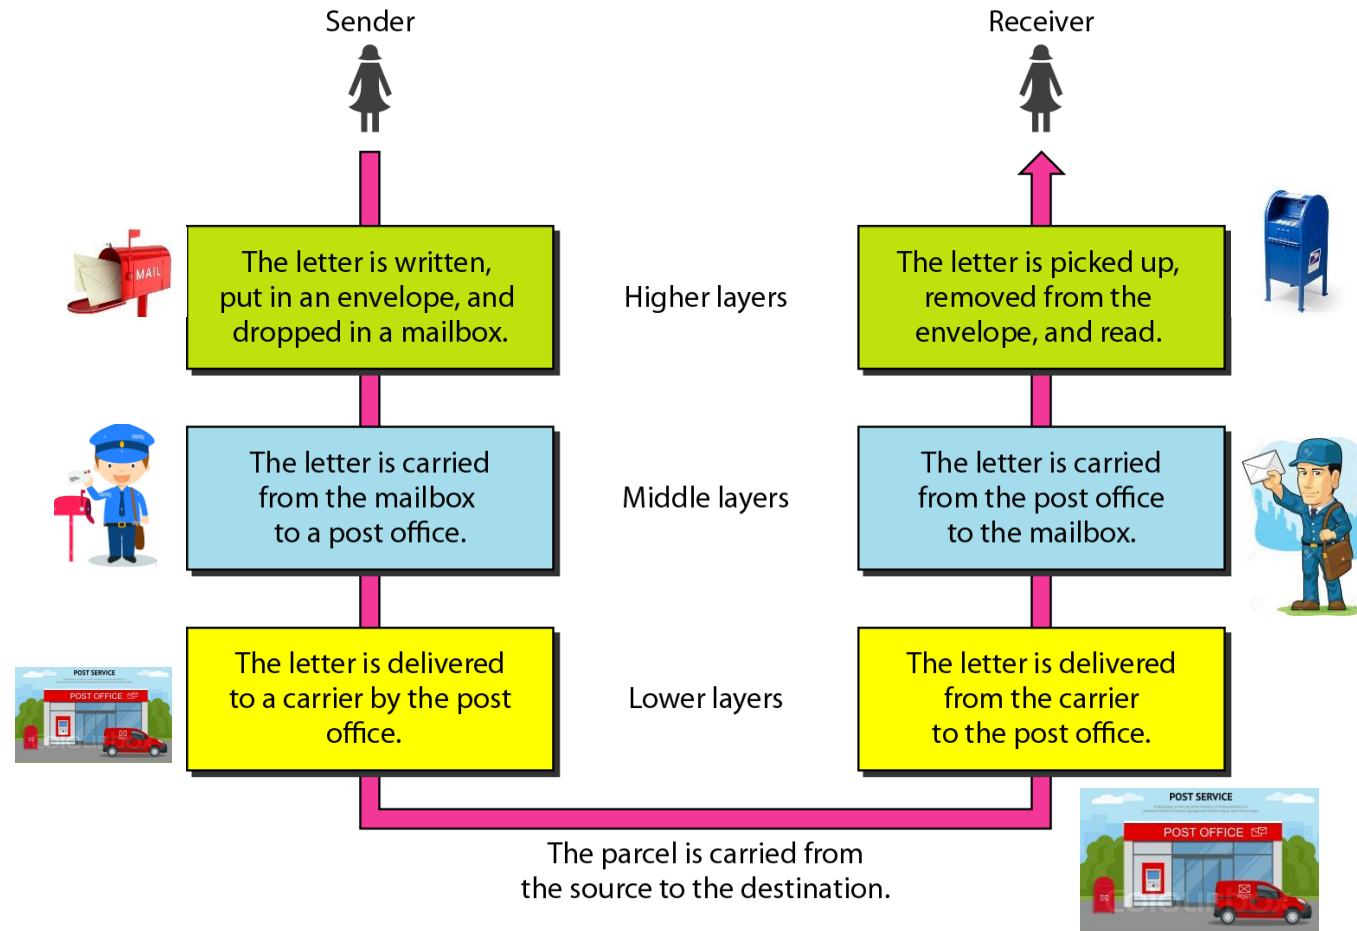 Sender
Receiver
The letter is written,
put in an envelope, and
dropped in a mailbox.
Higher layers
The letter is picked up,
removed from the
envelope, and read.
MAIL
The letter is carried
from the mailbox
to a post office.
Middle layers
The letter is carried
from the post office
to the mailbox.
The letter is delivered
to a carrier by the post
office.
Lower layers
The letter is delivered
from the carrier
to the post office.
POST SERVICE
POST OFFICE
The parcel is carried from
the source to the destination.
POST SERVICE
POST OFFICE
POST
colourbox